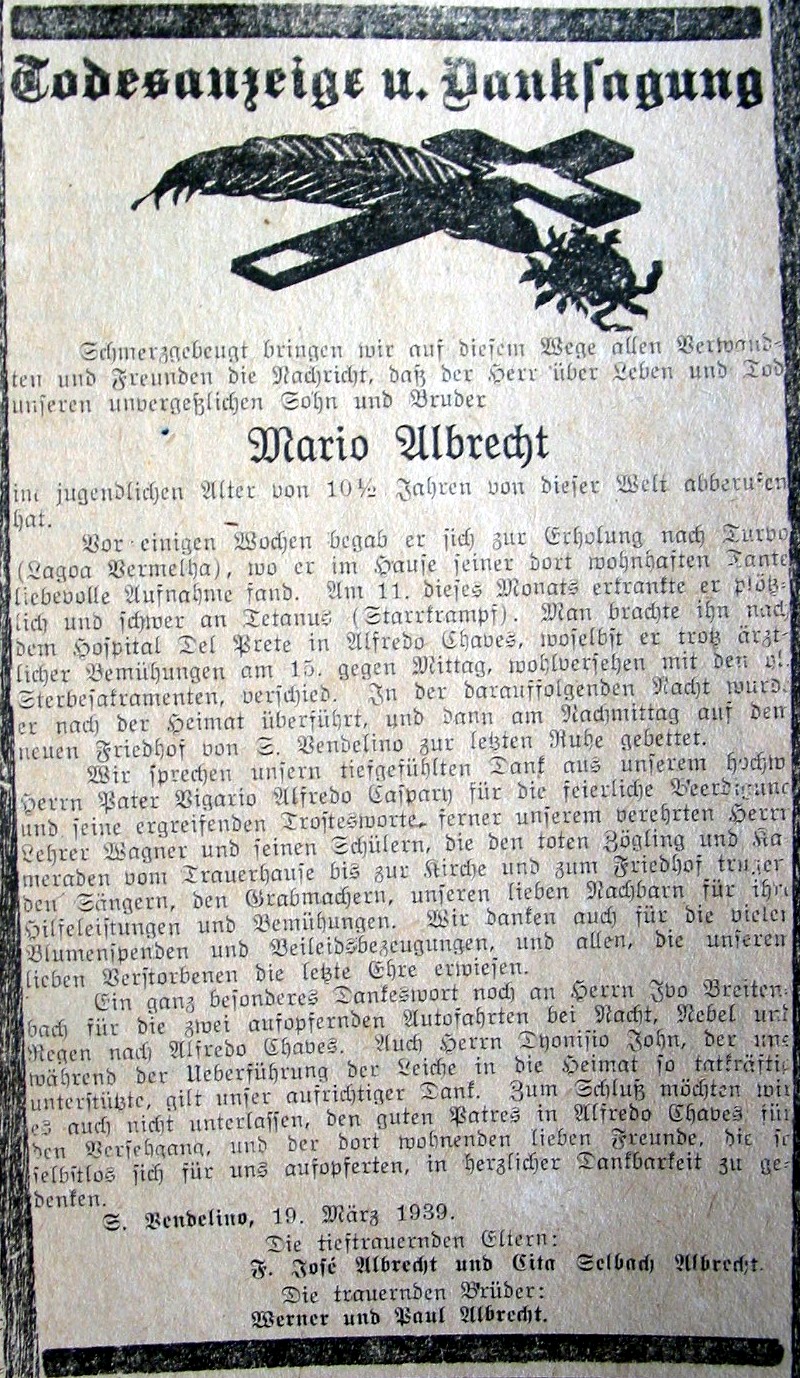 Todesanzeige u. Danksagung
Schmerzgebeugt bringen wir auf diesem Wege allen Verwand-
ten und Freunden die Nachricht, daß der Herr über Leben und Tod
unseren unvergeßlichen Sohn und Bruder
Mario Albrecht
im jugendlichen Alter von 10½ Jahren von dieser Welt abberufen
hat.
Vor einigen Wochen begab er sich zur Erholung nach Turvo
(Lagoa Vermelha), wo er im Hause seiner dort wohnhaften Tante
liebevolle Aufnahme fand. Am 11. dieses Monats erkrankte er plötz-
lich und schwer an Tetanus (Starrkrampf). Man brachte ihn nach
dem Hospital Del Prete in Alfredo Chaves, woselbst er trotz ärzt-
licher Bemühungen am 15. gegen Mittag, wohlversehen mit den hl.
Sterbesakramenten, verschied. In der darauffolgenden Nacht wurde
er nach der Heimat überführt, und dann am Nachmittag auf den
neuen Friedhof von S. Vendelino zur letzten Ruhe gebettet.
Wir sprechen unsern tiefgefühlten Dank aus unserem hochw
Herrn Pater Vigario Alfredo Caspary für die feierliche Beerdigung
und seine ergreifenden Trostesworte, ferner unserem verehrten Herrn
Lehrer Wagner und seinen Schülern, die den toten Zögling und Ka-
meraden vom Trauerhause bis zur Kirche und zum Friedhof trugen
den Sängern, den Grabmachern, unseren lieben Nachbarn für ihre
Hilfeleistungen und Bemühungen. Wir danken auch für die vielen
Blumenspenden und Beileidsbezeugungen, und allen, die unseren
lieben Verstorbenen die letzte Ehre erwiesen.
Ein ganz besonderes Dankeswort noch an Herrn Ivo Breiten-
bach für die zwei aufopfernden Autofahrten bei Nacht, Nebel und
Regen nach Alfredo Chaves. Auch Herrn Dyonisio John, der uns
während der Ueberführung der Leiche in die Heimat so tatkräftig
unterstützte, gilt unser aufrichtiger Dank. Zum Schluß möchten wir
es auch nicht unterlassen, den guten Patres in Alfredo Chaves für
den Versehgang, und der dort wohnenden lieben Freunde, die so
selbstlos sich für uns aufopferten, in herzlicher Dankbarkeit zu ge-
denken.
S. Vendelino, 19. März 1939.
Die tieftrauernden Eltern:
F. José Albrecht und Cita Selbach Albrecht.
Die trauernden Brüder:
Werner und Paul Albrecht.